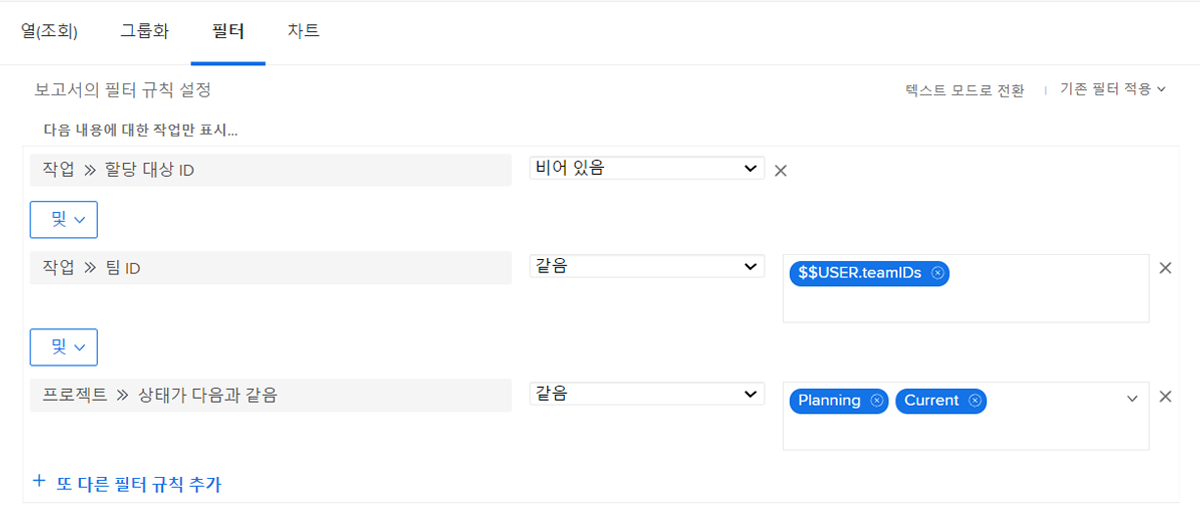 열(조회) 그룹화 필터 차트
보고서의 필터 규칙 설정 텍스트 모드로 전환 기존 필터 적용
다음 내용에 대한 작업만 표시...
작업 » 할당 대상 ID 비어 있음
및
작업 » 팀 ID 같음 $$USER.teamIDs
및
프로젝트 » 상태가 다음과 같음 같음 Planning Current
+ 또 다른 필터 규칙 추가